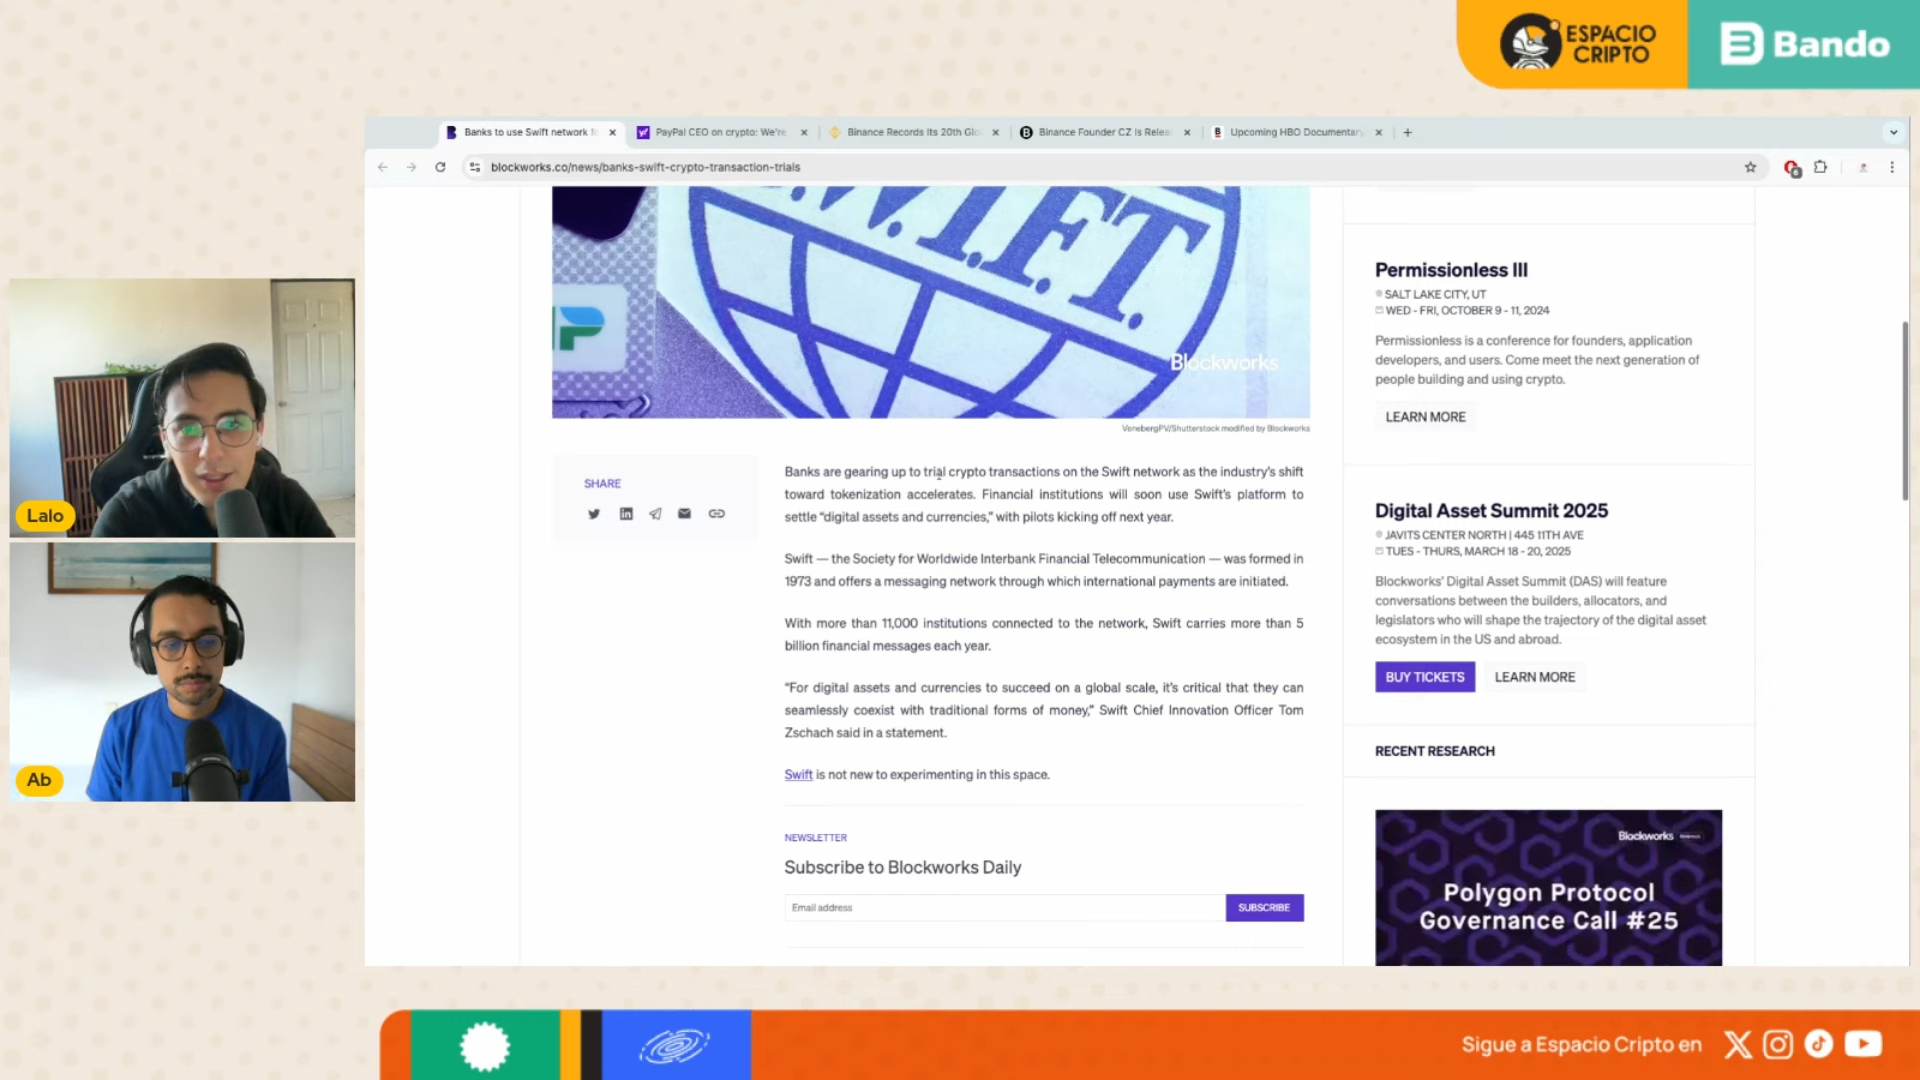 ESPACIO
CRIPTO
Bando
Banks to use Swift network f
PayPal CEO on crypto: We're
Binance Records Its 20th Glo
Binance Founder CZ Is Relea
Upcoming HBO Documentary
blockworks.co/news/banks-swift-crypto-transaction-trials
S.W.I.F.T.
Blockworks
VenebergPV/Shutterstock modified by Blockworks
SHARE
Banks are gearing up to trial crypto transactions on the Swift network as the industry's shift
toward tokenization accelerates. Financial institutions will soon use Swift's platform to
settle "digital assets and currencies," with pilots kicking off next year.
Swift — the Society for Worldwide Interbank Financial Telecommunication — was formed in
1973 and offers a messaging network through which international payments are initiated.
With more than 11,000 institutions connected to the network, Swift carries more than 5
billion financial messages each year.
"For digital assets and currencies to succeed on a global scale, it's critical that they can
seamlessly coexist with traditional forms of money," Swift Chief Innovation Officer Tom
Zschach said in a statement.
Swift is not new to experimenting in this space.
NEWSLETTER
Subscribe to Blockworks Daily
Email address
SUBSCRIBE
Permissionless III
SALT LAKE CITY, UT
WED - FRI, OCTOBER 9 - 11, 2024
Permissionless is a conference for founders, application
developers, and users. Come meet the next generation of
people building and using crypto.
LEARN MORE
Digital Asset Summit 2025
JAVITS CENTER NORTH | 445 11TH AVE
TUES - THURS, MARCH 18 - 20, 2025
Blockworks' Digital Asset Summit (DAS) will feature
conversations between the builders, allocators, and
legislators who will shape the trajectory of the digital asset
ecosystem in the US and abroad.
BUY TICKETS
LEARN MORE
RECENT RESEARCH
Blockworks
Polygon Protocol
Governance Call #25
Lalo
Ab
Sigue a Espacio Cripto en